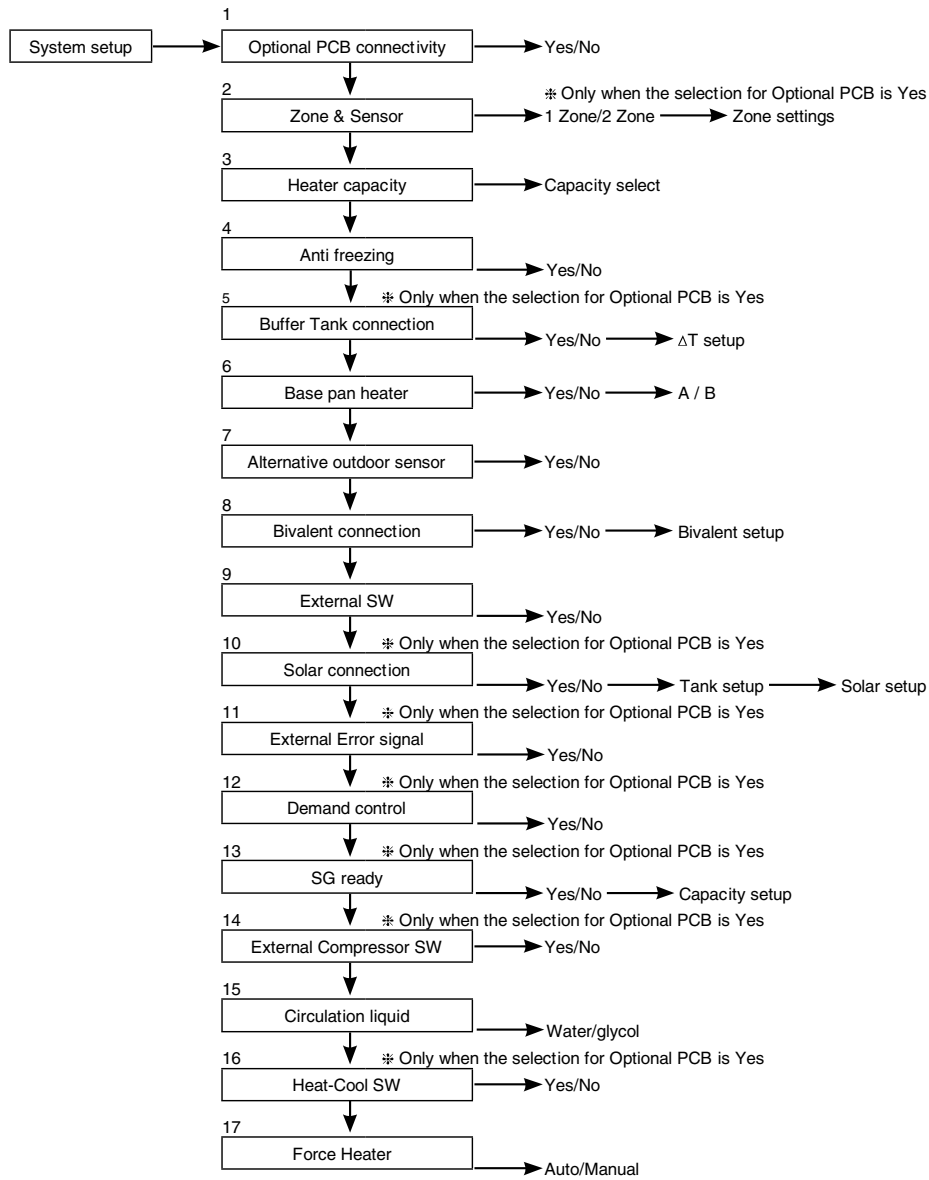 1
System setup
Optional PCB connectivity
Yes/No
2
❈ Only when the selection for Optional PCB is Yes
Zone & Sensor
1 Zone/2 Zone
Zone settings
3
Heater capacity
Capacity select
4
Anti freezing
Yes/No
5
❈ Only when the selection for Optional PCB is Yes
Buffer Tank connection
Yes/No
ΔT setup
6
Base pan heater
Yes/No
A / B
7
Alternative outdoor sensor
Yes/No
8
Bivalent connection
Yes/No
Bivalent setup
9
External SW
Yes/No
10
❈ Only when the selection for Optional PCB is Yes
Solar connection
Yes/No
Tank setup
Solar setup
11
❈ Only when the selection for Optional PCB is Yes
External Error signal
Yes/No
12
❈ Only when the selection for Optional PCB is Yes
Demand control
Yes/No
13
❈ Only when the selection for Optional PCB is Yes
SG ready
Yes/No
Capacity setup
14
❈ Only when the selection for Optional PCB is Yes
External Compressor SW
Yes/No
15
Circulation liquid
Water/glycol
16
❈ Only when the selection for Optional PCB is Yes
Heat-Cool SW
Yes/No
17
Force Heater
Auto/Manual